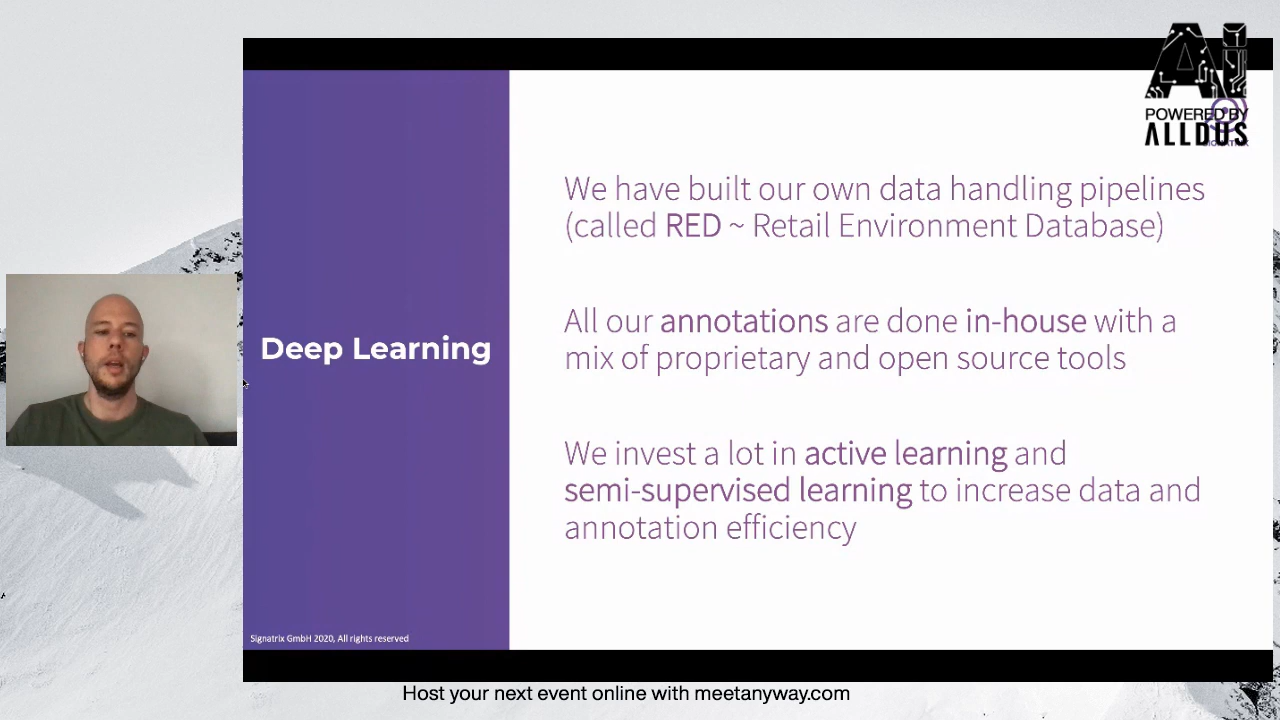 AI
POWERED BY
ALLDUS
We have built our own data handling pipelines
(called RED ~ Retail Environment Database)
All our annotations are done in-house with a
mix of proprietary and open source tools
Deep Learning
We invest a lot in active learning and
semi-supervised learning to increase data and
annotation efficiency
Signatrix GmbH 2020, All rights reserved
Host your next event online with meetanyway.com